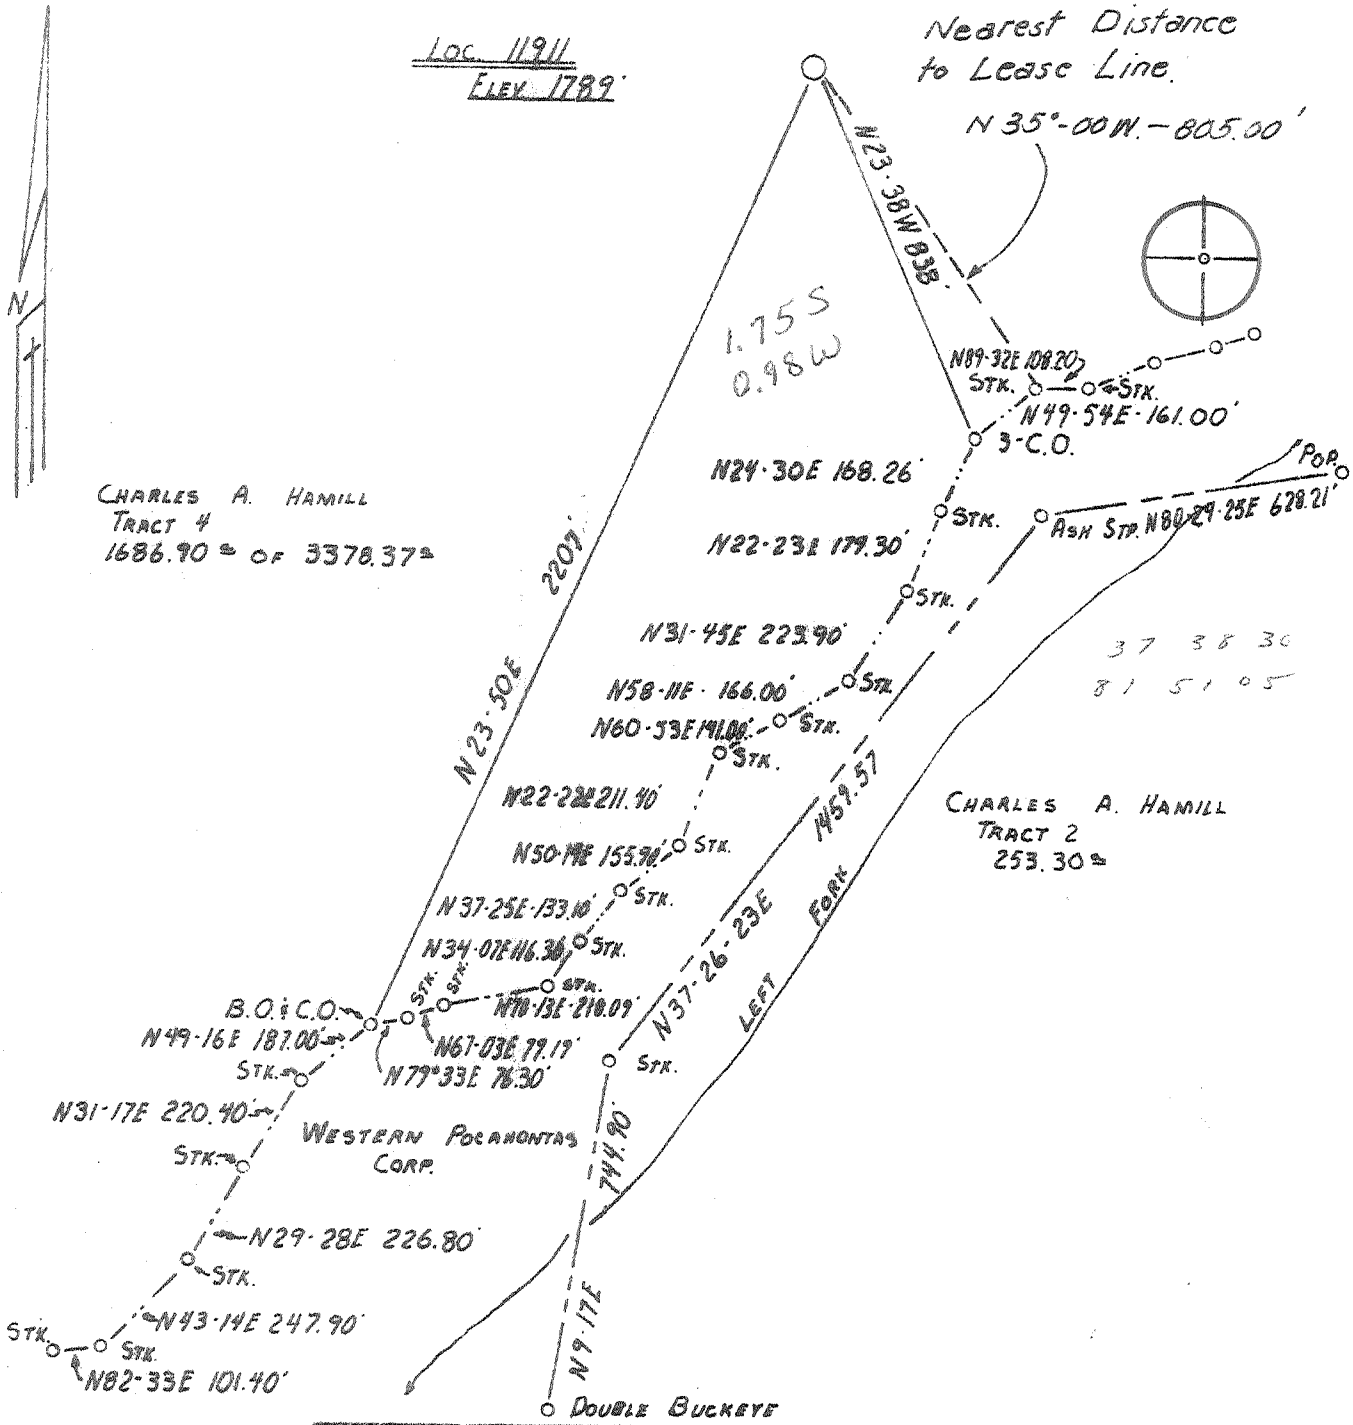 LOC. 11911
ELEV. 1789'
Nearest Distance
to Lease Line.
N 35°-00 W. - 805.00'
N
N23-38W 838'
1.75 S
0.98 W
N89-32E 108.20
STK.
STK.
N49-54E-161.00'
3-C.O.
N24-30E 168.26'
POP.
CHARLES A. HAMILL
TRACT 4
1686.90 a OF 3378.37 a
STK.
ASH STP. N80-29-25E 628.21'
N22-23E 179.30'
2207'
STK.
N31-45E 223.90'
37 38 30
81 51 05
N58-11E - 166.00'
STK
N60-53E 141.00'
STK.
STK.
N23-50E
N22-22E 211.40'
1459.57
CHARLES A. HAMILL
TRACT 2
253.30 a
N50-19E 155.90'
STK.
N37-25E-133.10'
STK.
N34-07E 116.30
STK.
FORK
N37-26-23E
STK.
STK.
STK.
LEFT
B.O. & C.O.
N78-13E-218.09'
N49-16E 187.00'
N67-03E 79.19'
STK.
N79°33E 76.30'
STK.
N31-17E 220.40'
WESTERN POCAHONTAS
CORP.
744.90'
STK.
N29-28E 226.80'
STK.
N43-14E 247.90'
N9-17E
STK.
STK.
N82-33E 101.40'
DOUBLE BUCKEYE